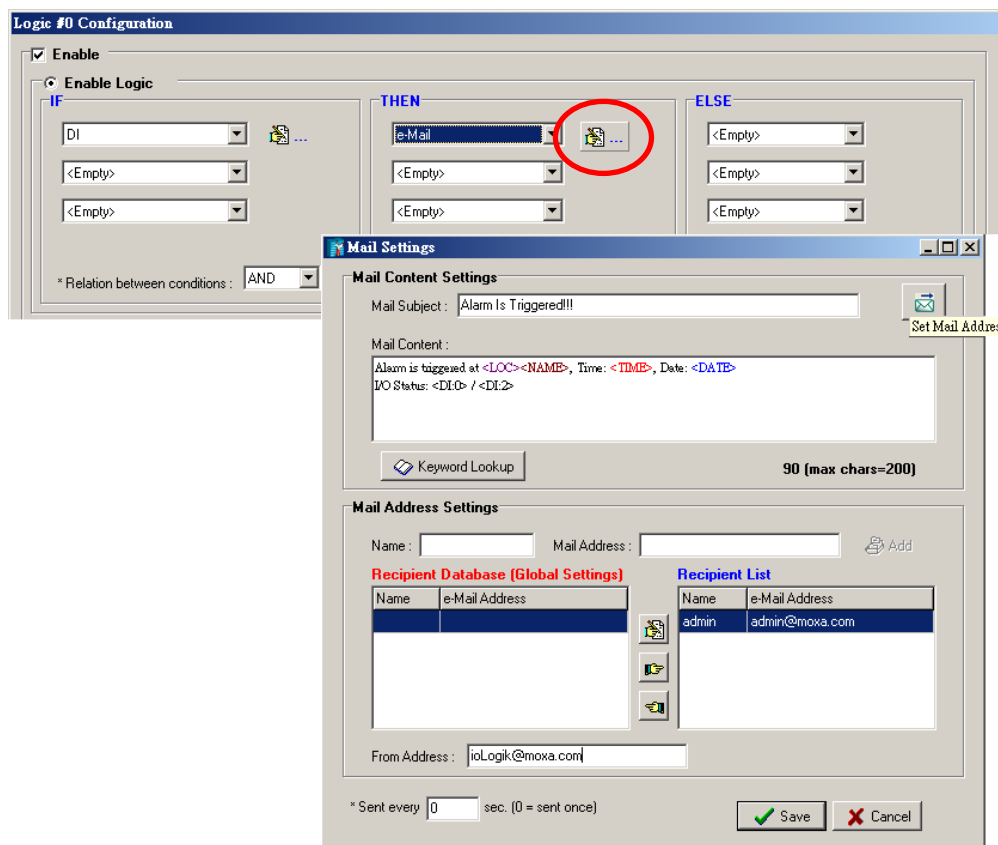 Logic #0 Configuration
Enable
Enable Logic
IF
THEN
ELSE
DI
...
e-Mail
...
<Empty>
<Empty>
<Empty>
<Empty>
<Empty>
<Empty>
<Empty>
* Relation between conditions :
AND
Mail Settings
Mail Content Settings
Mail Subject :
Alarm Is Triggered!!!
Set Mail Addres
Mail Content :
Alarm is triggered at <LOC><NAME>, Time: <TIME>, Date: <DATE>
I/O Status: <DI:0> / <DI:2>
Keyword Lookup
90 (max chars=200)
Mail Address Settings
Name :
Mail Address :
Add
Recipient Database (Global Settings)
Recipient List
Name e-Mail Address
Name e-Mail Address
admin admin@moxa.com
From Address :
ioLogik@moxa.com
* Sent every 0 sec. (0 = sent once)
Save
Cancel